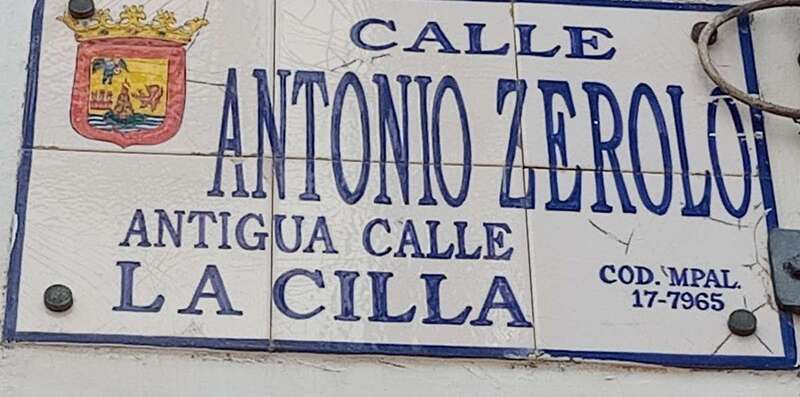 CALLE
ANTONIO ZEROLO
ANTIGUA CALLE
LA CILLA
COD. MPAL.
17-7965